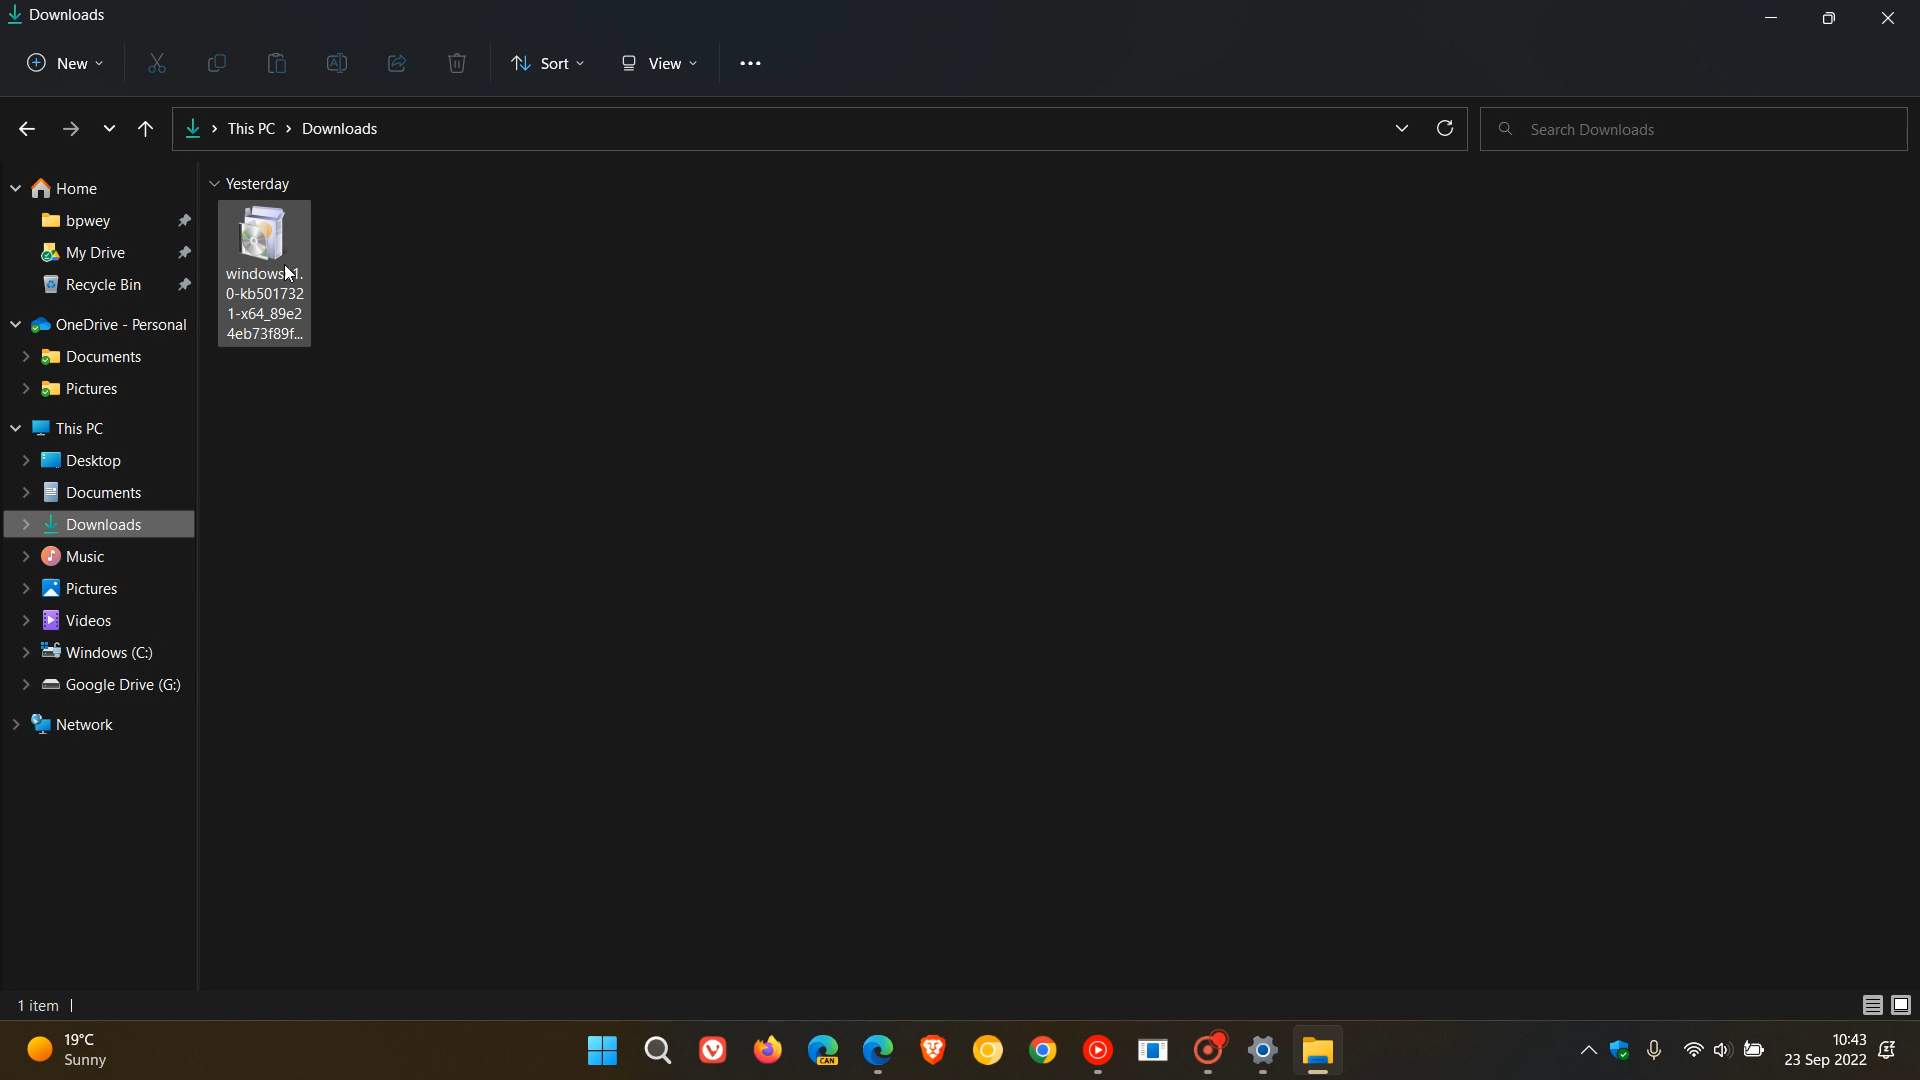 Downloads
New
Sort
View
This PC
Downloads
Search Downloads
Home
bpwey
My Drive
Recycle Bin
OneDrive - Personal
Documents
Pictures
This PC
Desktop
Documents
Downloads
Music
Pictures
Videos
Windows (C:)
Google Drive (G:)
Network
Yesterday
1.
0-kb501732
1-x64_89e2
4eb73f89f...
1 item
19°C
Sunny
CAN
10:43
23 Sep 2022